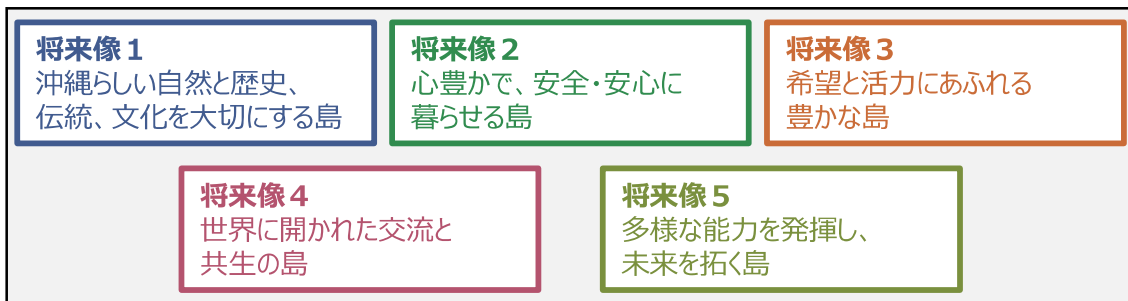 将来像１
沖縄らしい自然と歴史、
伝統、文化を大切にする島
将来像２
心豊かで、安全・安心に
暮らせる島
将来像３
希望と活力にあふれる
豊かな島
将来像４
世界に開かれた交流と
共生の島
将来像５
多様な能力を発揮し、
未来を拓く島